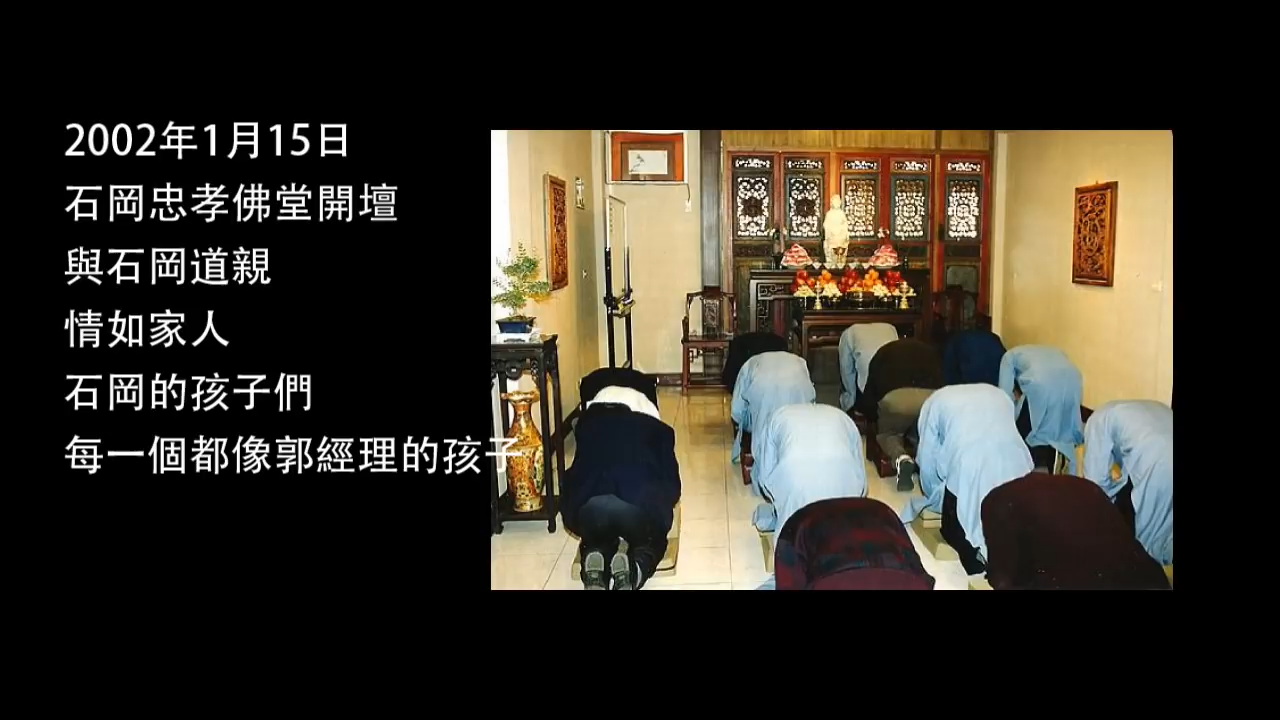 2002年1月15日
石岡忠孝佛堂開壇
與石岡道親
情如家人
石岡的孩子們
每一個都像郭經理的孩子